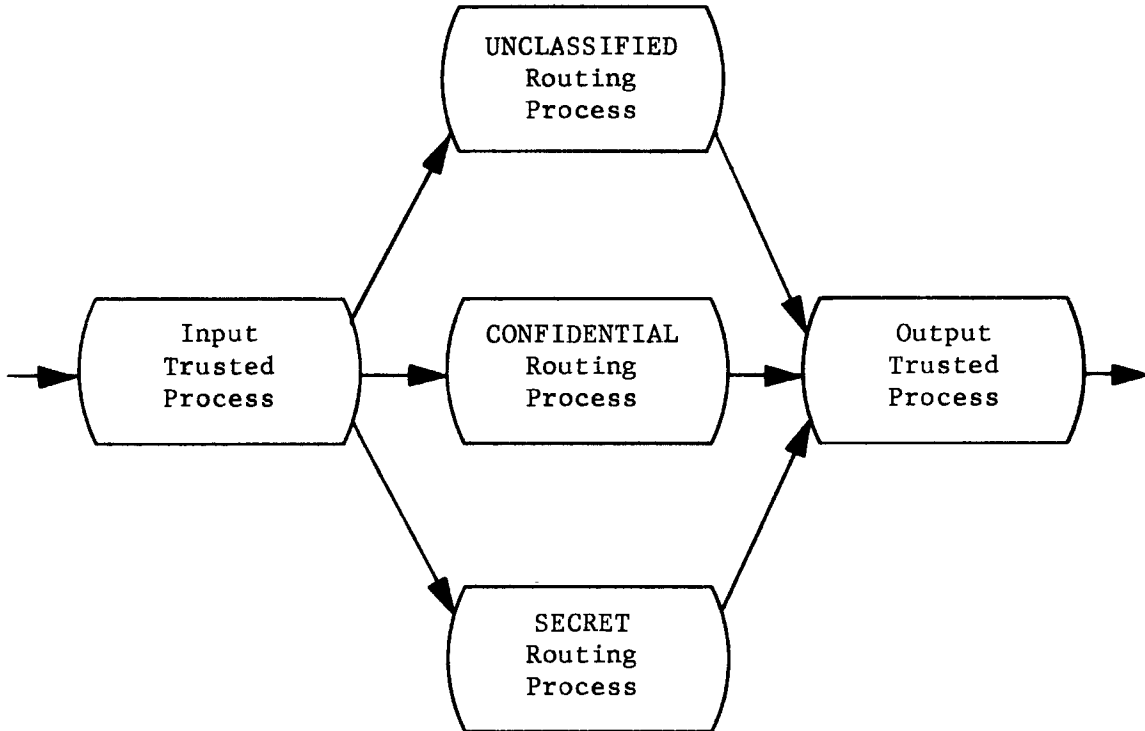 UNCLASSIFIED
Routing
Process
Input
Trusted
Process
CONFIDENTIAL
Routing
Process
Output
Trusted
Process
SECRET
Routing
Process